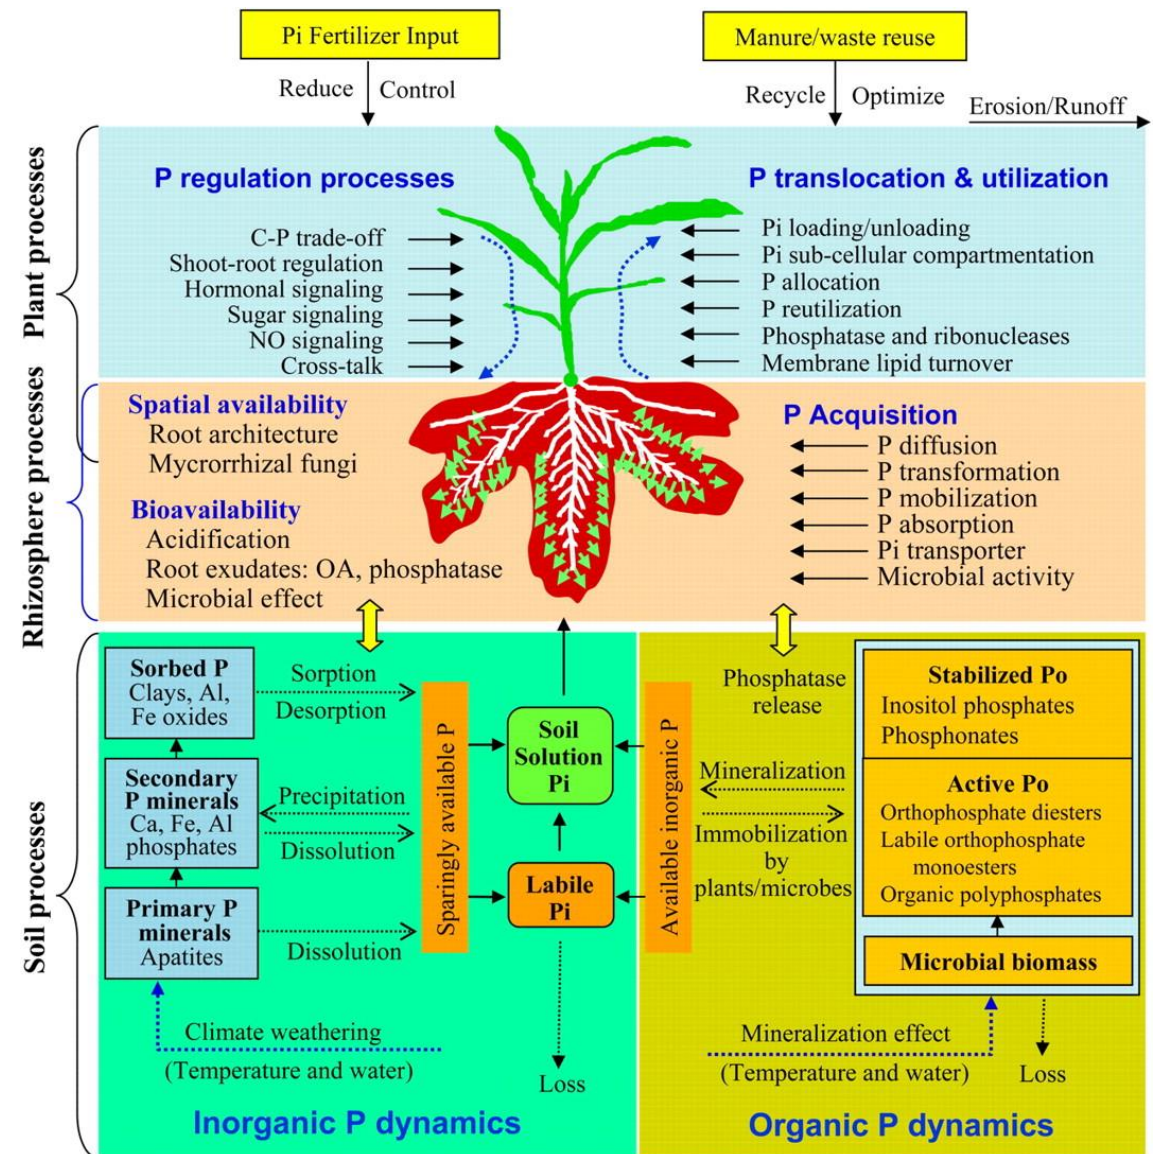 Pi Fertilizer Input
Manure/waste reuse
Reduce
Control
Recycle
Optimize
Erosion/Runoff
Plant processes
P regulation processes
C-P trade-off
Shoot-root regulation
Hormonal signaling
Sugar signaling
NO signaling
Cross-talk
P translocation & utilization
Pi loading/unloading
Pi sub-cellular compartmentation
P allocation
P reutilization
Phosphatase and ribonucleases
Membrane lipid turnover
Rhizosphere processes
Spatial availability
Root architecture
Mycrorrhizal fungi
Bioavailability
Acidification
Root exudates: OA, phosphatase
Microbial effect
P Acquisition
P diffusion
P transformation
P mobilization
P absorption
Pi transporter
Microbial activity
Soil processes
Sorbed P
Clays, Al,
Fe oxides
Secondary
P minerals
Ca, Fe, Al
phosphates
Primary P
minerals
Apatites
Sorption
Desorption
Precipitation
Dissolution
Dissolution
Sparingly available P
Soil
Solution
Pi
Labile
Pi
Available inorganic P
Climate weathering
(Temperature and water)
Loss
Inorganic P dynamics
Phosphatase
release
Mineralization
Immobilization
by
plants/microbes
Stabilized Po
Inositol phosphates
Phosphonates
Active Po
Orthophosphate diesters
Labile orthophosphate
monoesters
Organic polyphosphates
Microbial biomass
Mineralization effect
(Temperature and water)
Loss
Organic P dynamics